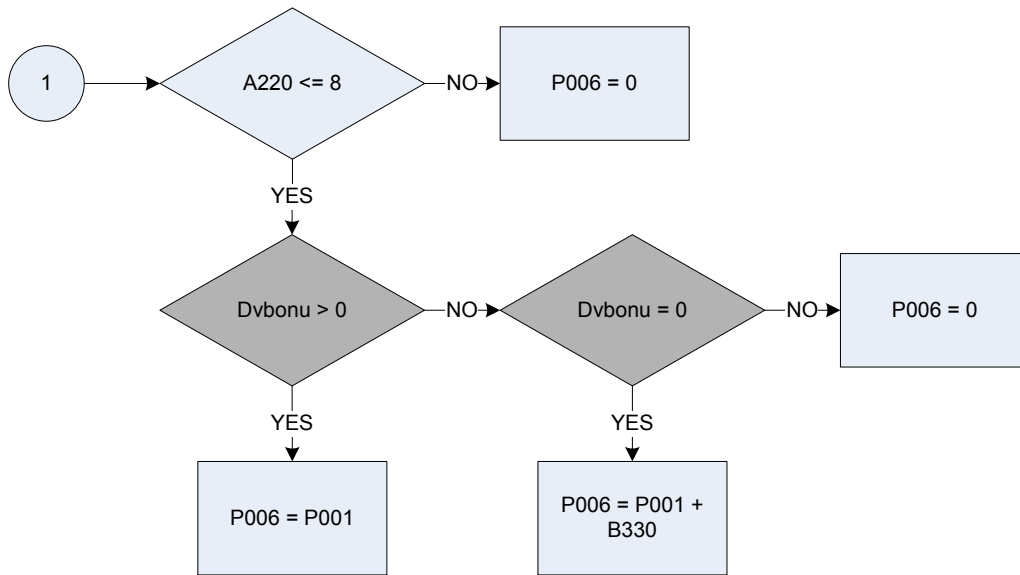 1
A220 <= 8
NO
P006 = 0
YES
Dvbonu > 0
NO
Dvbonu = 0
NO
P006 = 0
YES
YES
P006 = P001
P006 = P001 +
B330